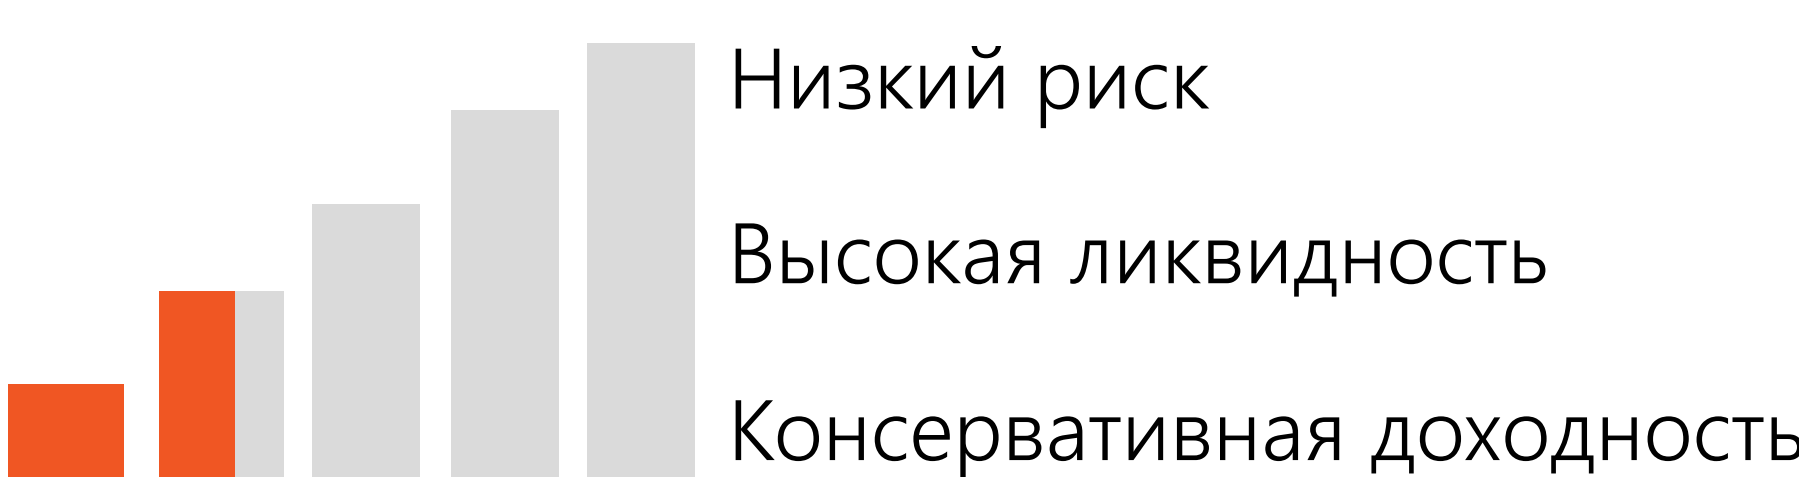 Низкий риск
Высокая ликвидность
Консервативная доходность